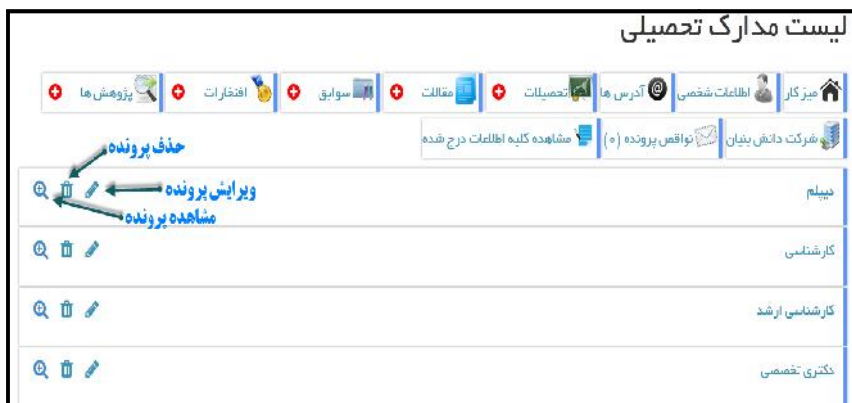 لیست مدارک تحصیلی
میز کار اطلاعات شخصی آدرس ها تحصیلات مقالات سوابق افتخارات پژوهش ها
شرکت دانش بنیان نواقص پرونده (0) مشاهده کلیه اطلاعات درج شده
حذف پرونده
دیپلم
ویرایش پرونده
مشاهده پرونده
کارشناسی
کارشناسی ارشد
دکتری تخصصی